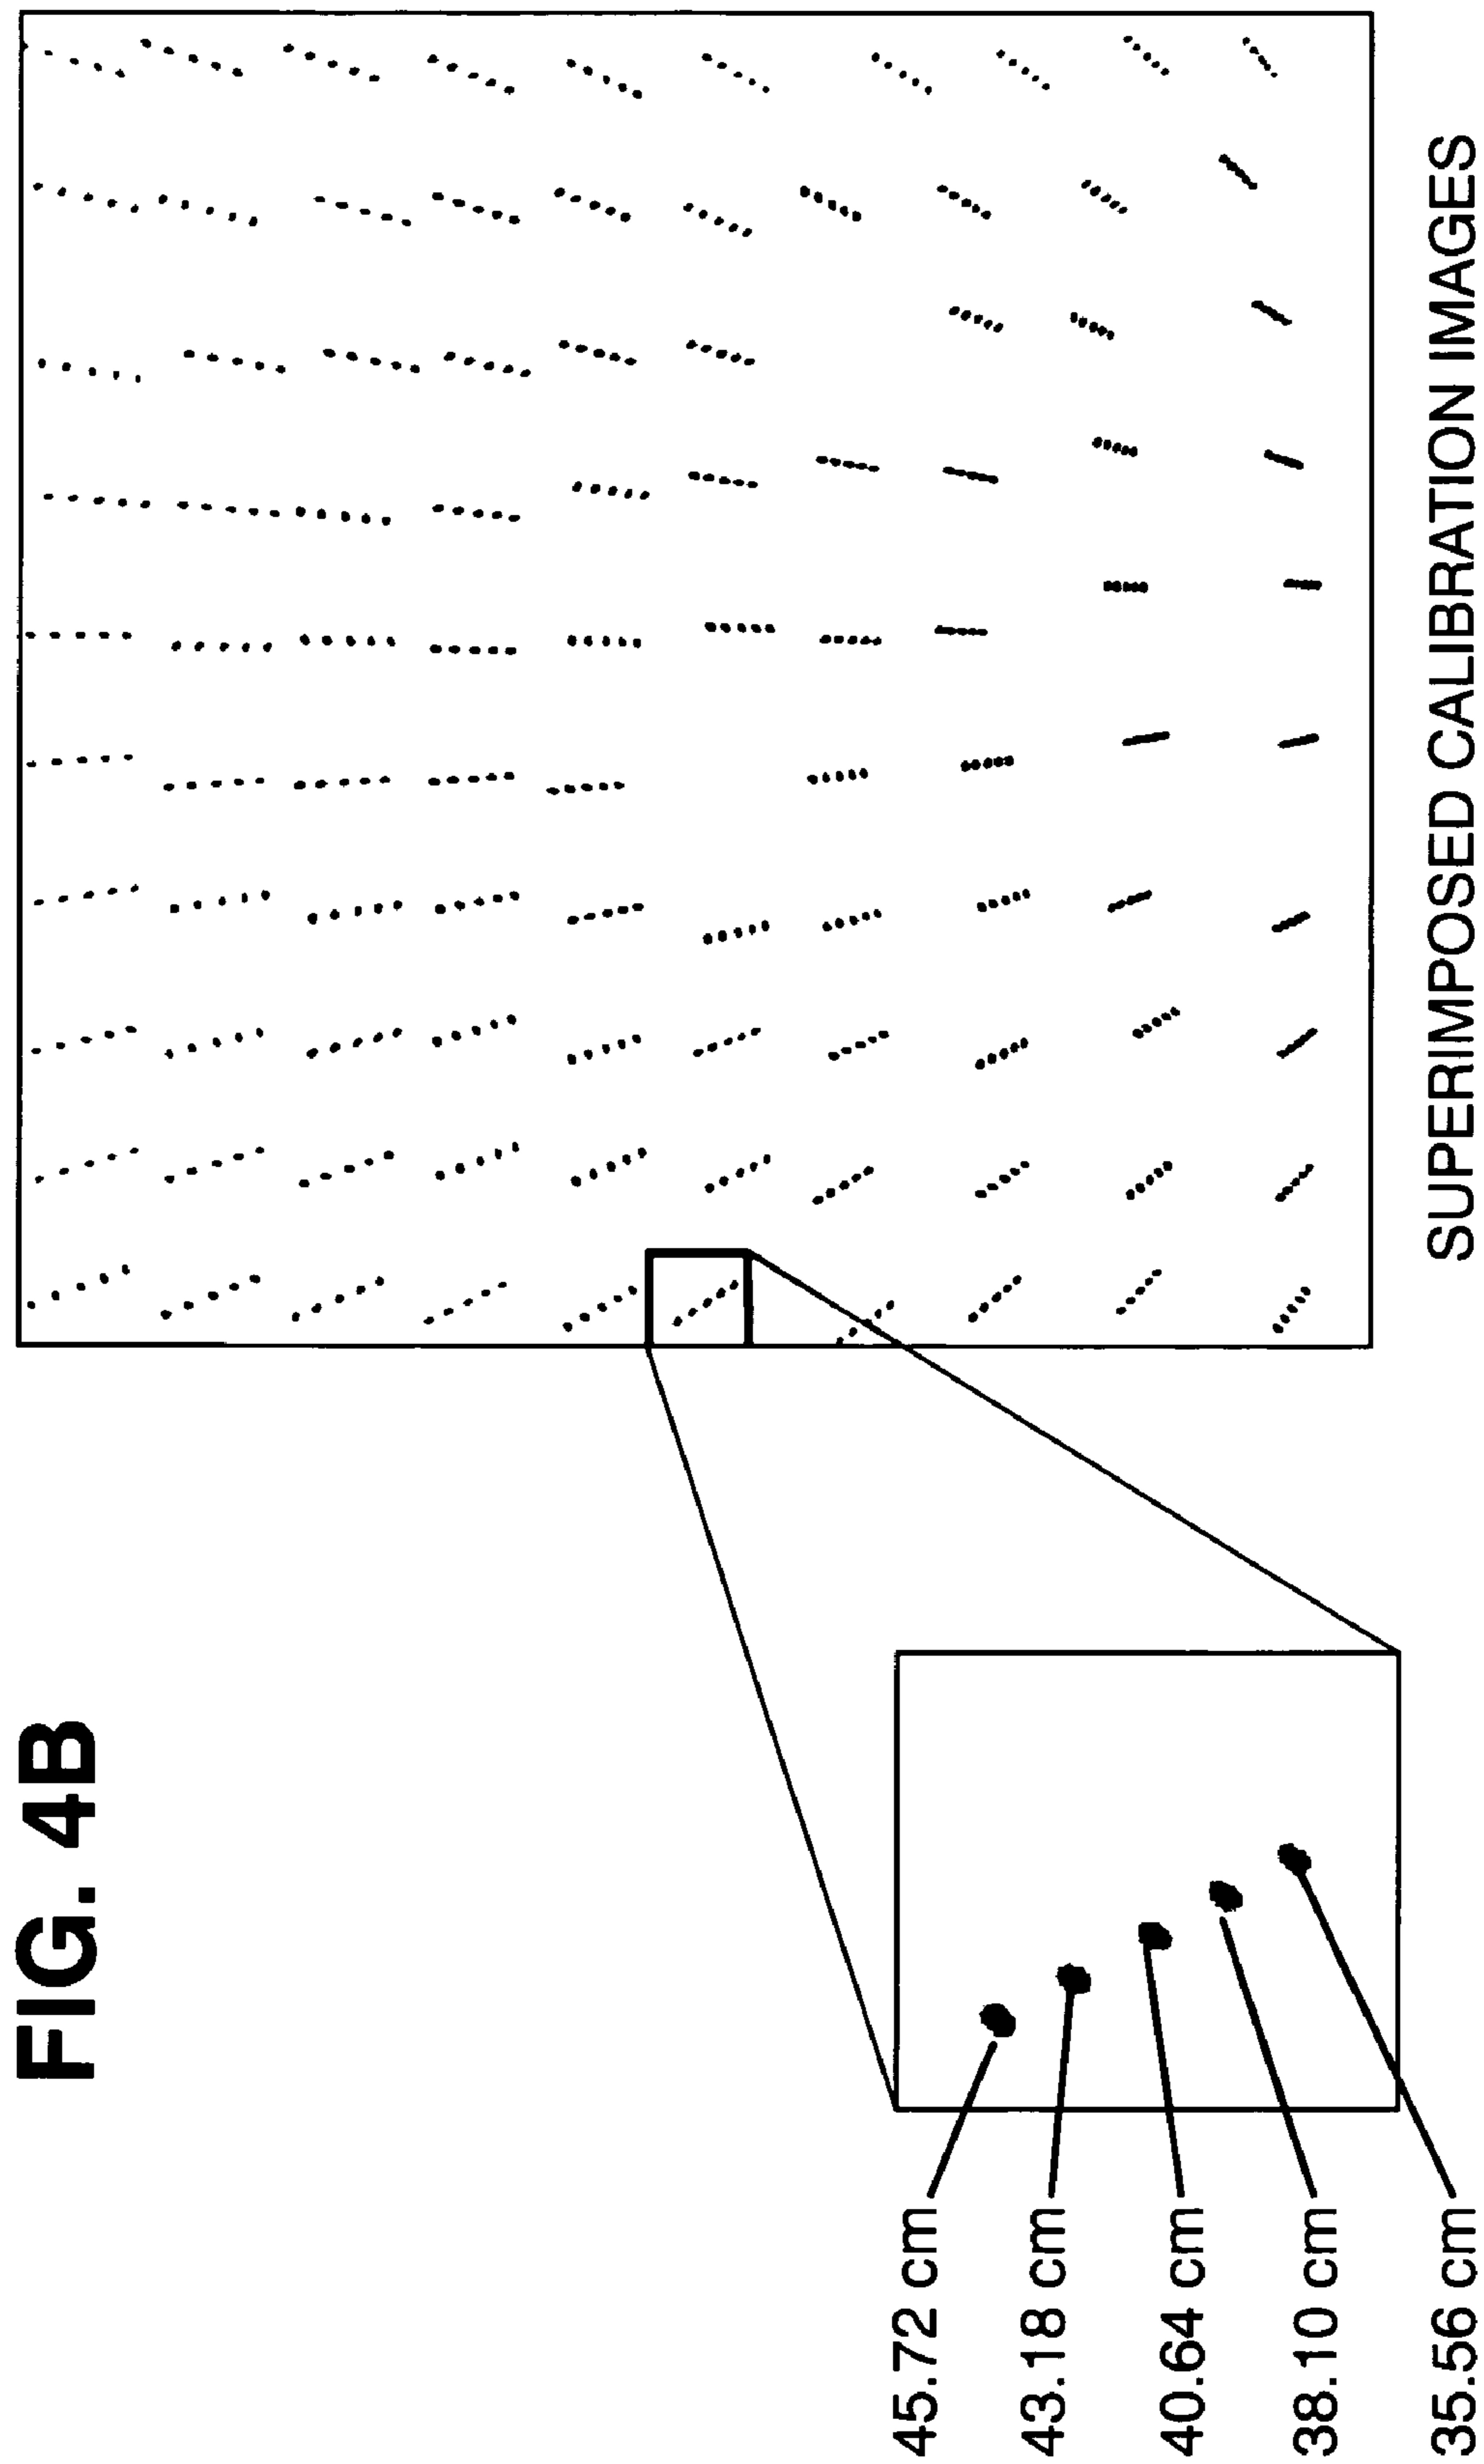 FIG. 4B
45.72 cm
43.18 cm
40.64 cm
38.10 cm
35.56 cm
SUPERIMPOSED CALIBRATION IMAGES